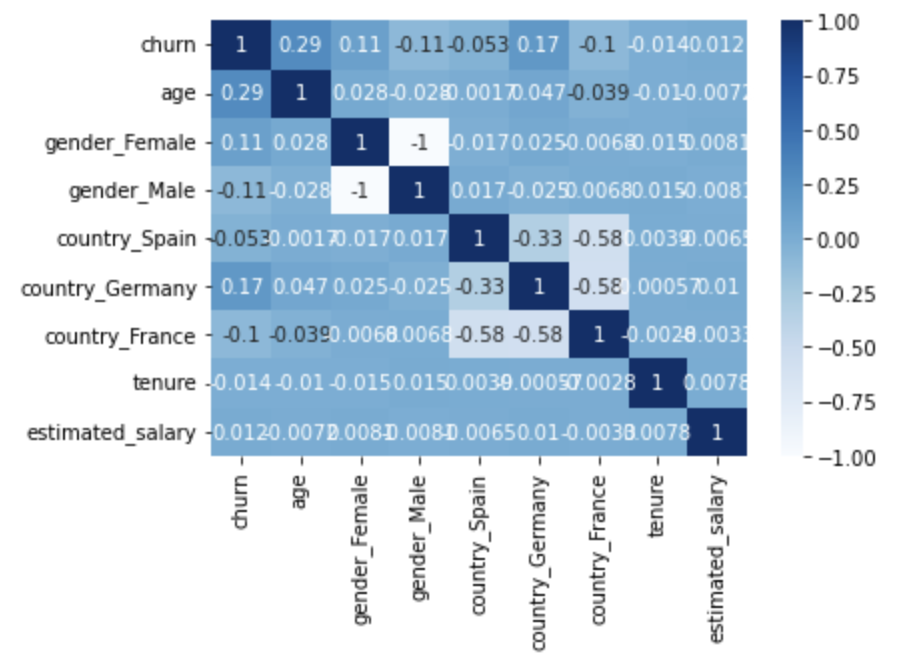 churn 1 0.29 0.11 -0.11 -0.053 0.17 -0.1 -0.014 0.012 1.00
age 0.29 1 0.028 -0.028 0.0017 0.047 -0.039 -0.01 -0.0072 0.75
gender_Female 0.11 0.028 1 -1 -0.017 0.025 -0.0068 -0.015 0.0081 0.50
gender_Male -0.11 -0.028 -1 1 0.017 -0.025 0.0068 0.015 -0.0081 0.25
country_Spain -0.053 0.0017 -0.017 0.017 1 -0.33 -0.58 0.0039 -0.0065 0.00
country_Germany 0.17 0.047 0.025 -0.025 -0.33 1 -0.58 0.00057 0.01 −0.25
country_France -0.1 -0.039 -0.0068 0.0068 -0.58 -0.58 1 -0.0028 -0.0033 −0.50
tenure -0.014 -0.01 -0.015 0.015 0.0039 -0.00057 -0.0028 1 0.0078 −0.75
estimated_salary 0.012 -0.0072 0.0081 -0.0081 -0.0065 0.01 -0.0033 0.0078 1 −1.00
churn
age
gender_Female
gender_Male
country_Spain
country_Germany
country_France
tenure
estimated_salary